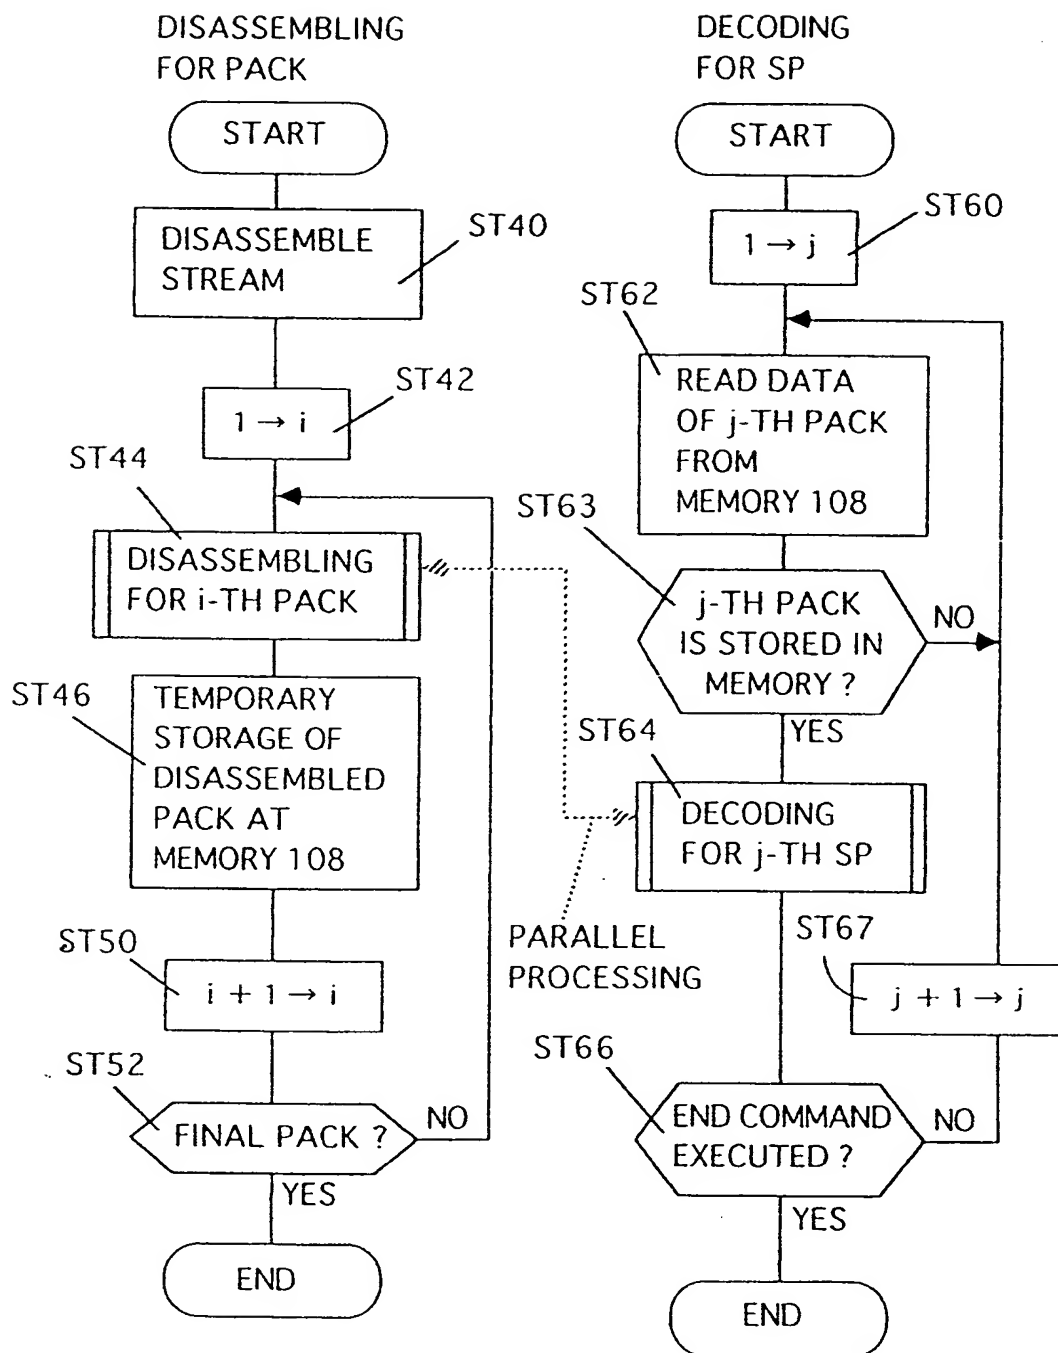 DISASSEMBLING
FOR PACK
START
ST40
DISASSEMBLE
STREAM
ST42
1 → i
ST44
DISASSEMBLING
FOR i-TH PACK
ST46
TEMPORARY
STORAGE OF
DISASSEMBLED
PACK AT
MEMORY 108
ST50
i + 1 → i
ST52
FINAL PACK ?
NO
YES
END
DECODING
FOR SP
START
ST60
1 → j
ST62
READ DATA
OF j-TH PACK
FROM
MEMORY 108
ST63
j-TH PACK
IS STORED IN
MEMORY ?
NO
YES
ST64
DECODING
FOR j-TH SP
PARALLEL
PROCESSING
ST67
j + 1 → j
ST66
END COMMAND
EXECUTED ?
NO
YES
END